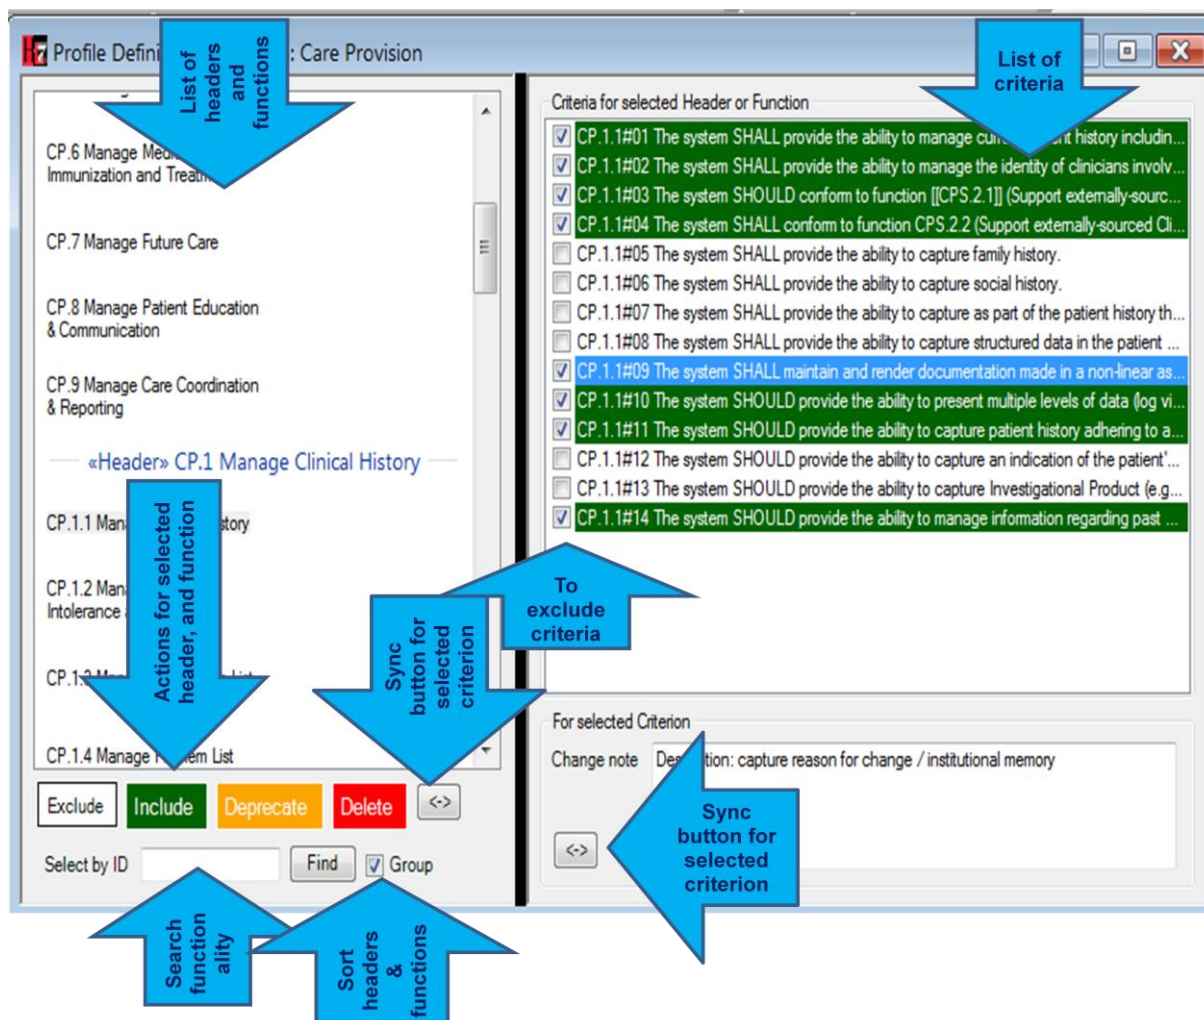 Profile Defini : Care Provision
List of
headers
and
functions
List of
criteria
CP.6 Manage
Immunization and
CP.7 Manage Future Care
CP.8 Manage Patient Education
& Communication
CP.9 Manage Care Coordination
& Reporting
«Header» CP.1 Manage Clinical History
CP.1.1
CP.1.2
Intolerance
CP.1.4 Manage List
Actions for selected
header, and function
Sync
button for
selected
criterion
Exclude
Include
Deprecate
Delete
<->
Select by ID
Find
Group
Search
function
ality
Sort
headers
&
functions
Criteria for selected Header or Function
CP.1.1#01 The system SHALL provide the ability to manage history includin...
CP.1.1#02 The system SHALL provide the ability to manage the identity of clinicians involv...
CP.1.1#03 The system SHOULD conform to function [[CPS.2.1]] (Support externally-sourc...
CP.1.1#04 The system SHALL conform to function CPS.2.2 (Support externally-sourced Cli...
CP.1.1#05 The system SHALL provide the ability to capture family history.
CP.1.1#06 The system SHALL provide the ability to capture social history.
CP.1.1#07 The system SHALL provide the ability to capture as part of the patient history th...
CP.1.1#08 The system SHALL provide the ability to capture structured data in the patient ...
CP.1.1#09 The system SHALL maintain and render documentation made in a non-linear as...
CP.1.1#10 The system SHOULD provide the ability to present multiple levels of data (log vi...
CP.1.1#11 The system SHOULD provide the ability to capture patient history adhering to a...
CP.1.1#12 The system SHOULD provide the ability to capture an indication of the patient'...
CP.1.1#13 The system SHOULD provide the ability to capture Investigational Product (e.g...
CP.1.1#14 The system SHOULD provide the ability to manage information regarding past ...
To
exclude
criteria
For selected Criterion
Change note
capture reason for change / institutional memory
<->
Sync
button for
selected
criterion